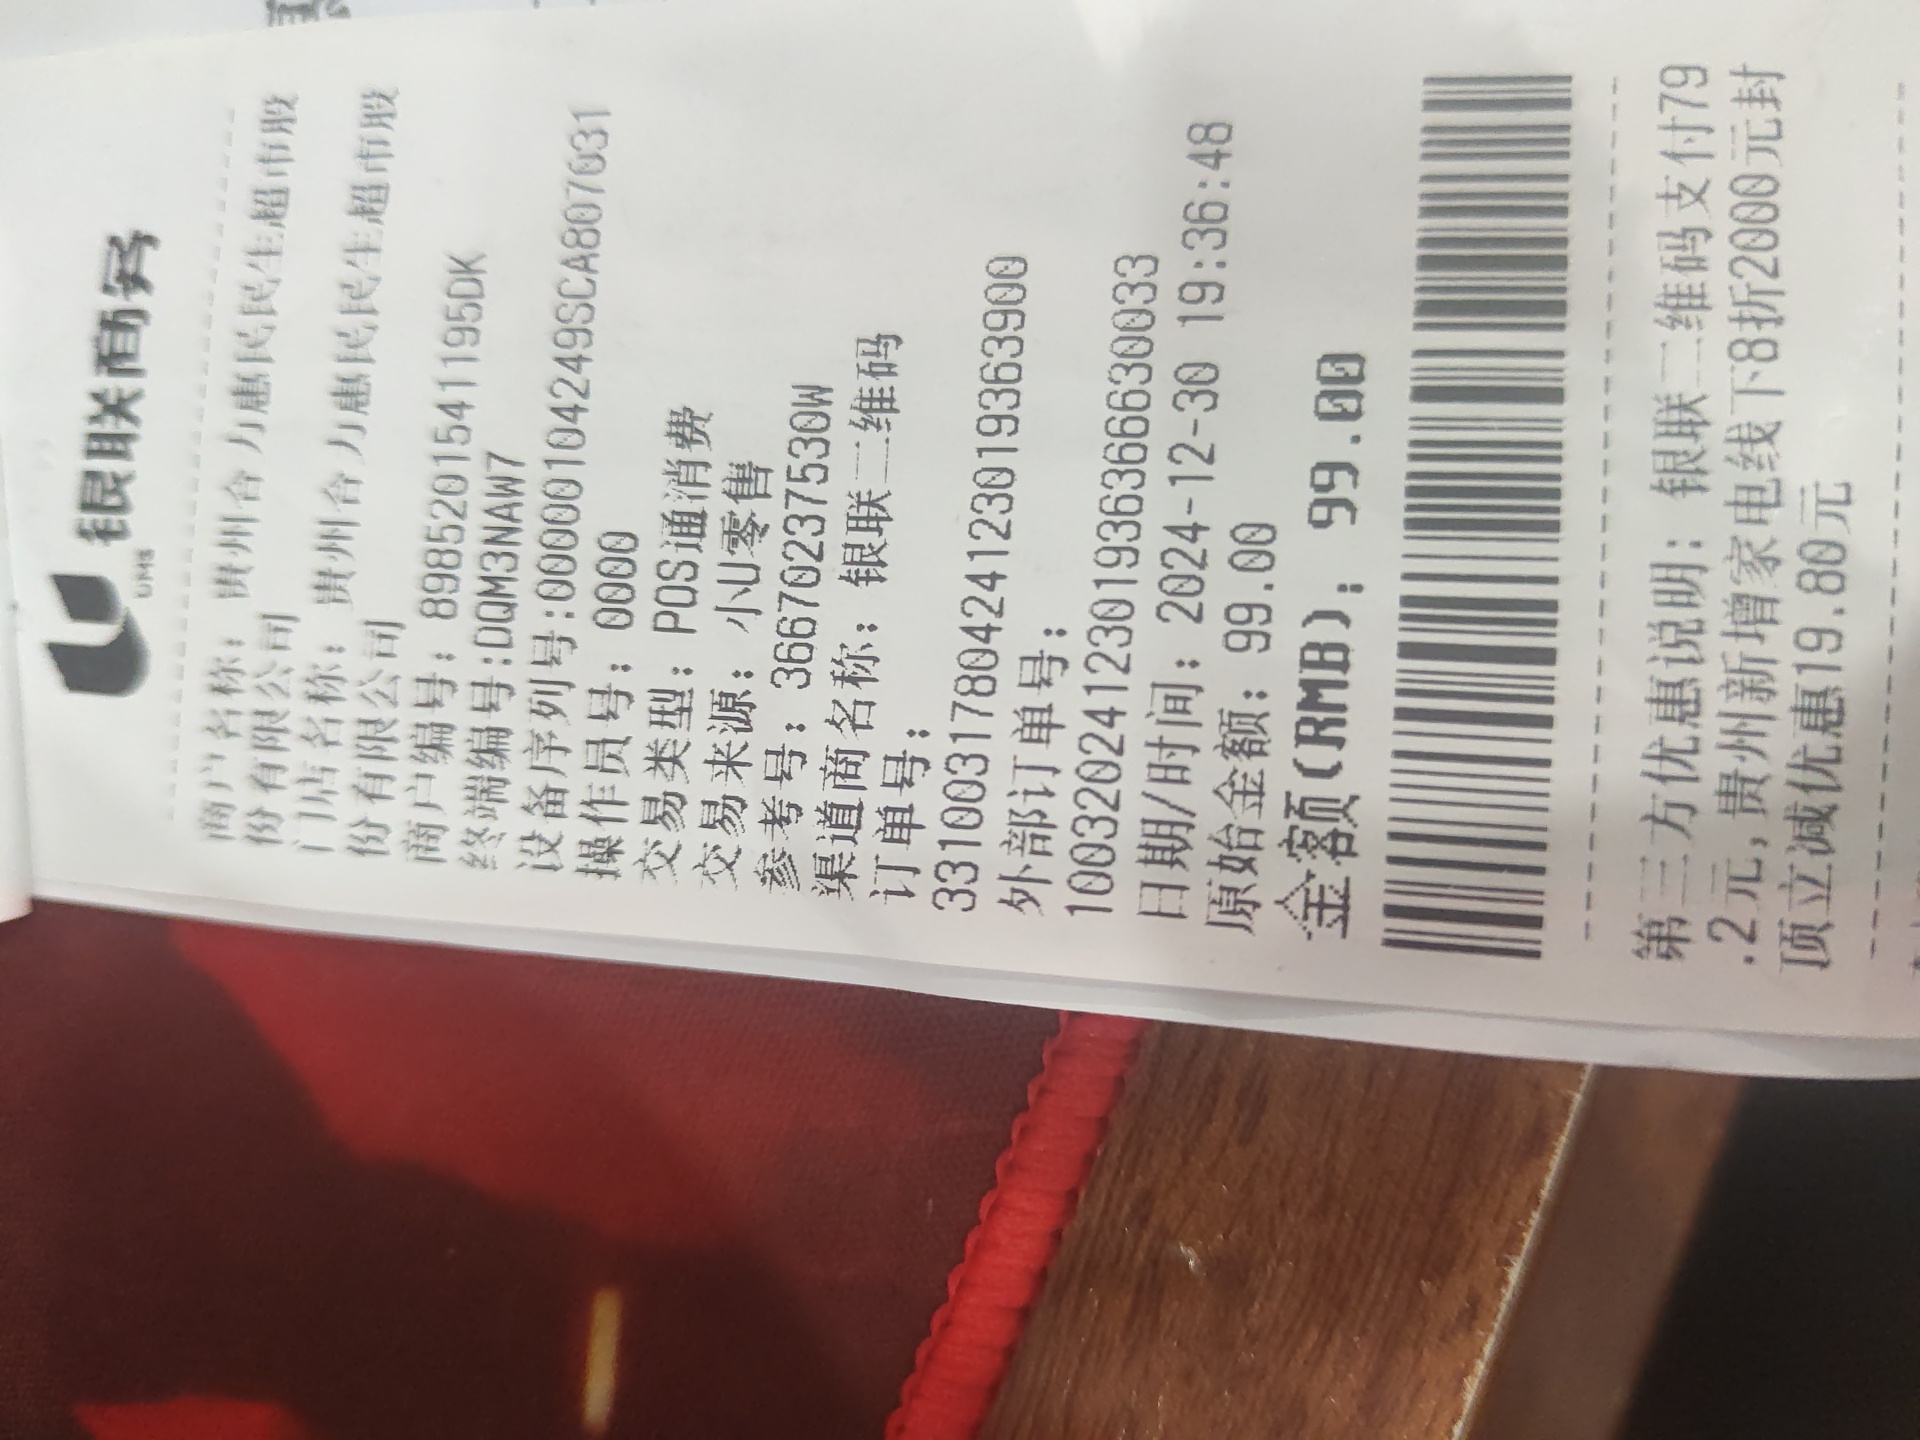 银联商务
UMS
商户名称： 贵州合力惠民民生超市股
份有限公司
门店名称： 贵州合力惠民民生超市股
份有限公司
商户编号： 8985201541195DK
终端编号:DQM3NAW7
设备序列号:0000010424​9SCA807031
操作员号： 0000
交易类型： POS通消费
交易来源： 小U零售
参考号： 36670237530W
渠道商名称： 银联二维码
订单号：
33100317804241230193639​00
外部订单号：
100320241230193636630033
日期/时间： 2024-12-30 19:36:48
原始金额： 99.00
金额(RMB)： 99.00
第三方优惠说明： 银联二维码支付79
.2元,贵州新增家电线下8折2000元封
顶立减优惠19.80元